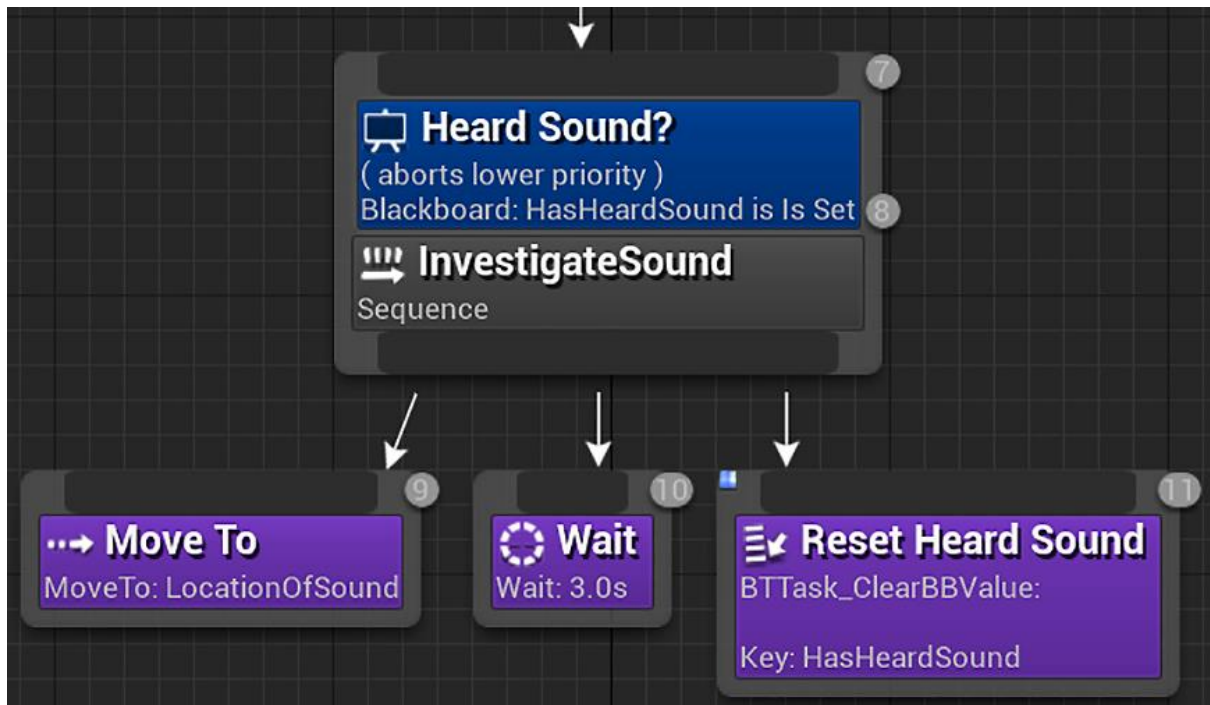 7
Heard Sound?
( aborts lower priority )
Blackboard: HasHeardSound is Is Set
8
InvestigateSound
Sequence
9
Move To
MoveTo: LocationOfSound
10
Wait
Wait: 3.0s
11
Reset Heard Sound
BTTask_ClearBBValue:
Key: HasHeardSound